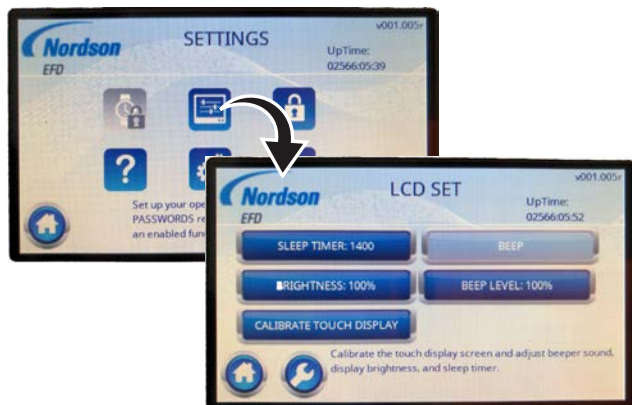 v001.005r
Nordson
EFD
SETTINGS
UpTime:
02566:05:39
?
Set up your ope
PASSWORDS re
an enabled fun
v001.005r
Nordson
EFD
LCD SET
UpTime:
02566:05:52
SLEEP TIMER: 1400
BEEP
BRIGHTNESS: 100%
BEEP LEVEL: 100%
CALIBRATE TOUCH DISPLAY
Calibrate the touch display screen and adjust beeper sound,
display brightness, and sleep timer.